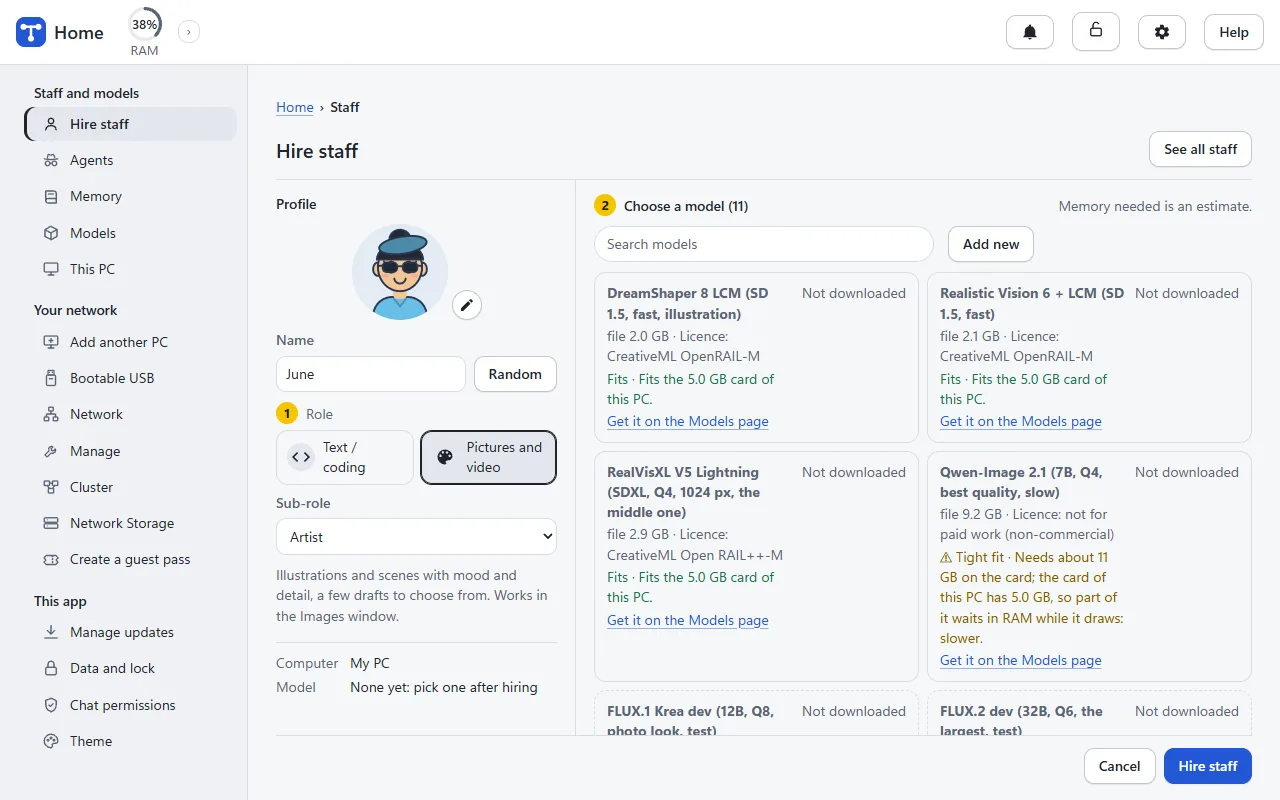 Home
38%
RAM
Help
Staff and models
Hire staff
Agents
Memory
Models
This PC
Your network
Add another PC
Bootable USB
Network
Manage
Cluster
Network Storage
Create a guest pass
This app
Manage updates
Data and lock
Chat permissions
Theme
Home › Staff
Hire staff
See all staff
Profile
Name
June
Random
1 Role
Text /
coding
Pictures and
video
Sub-role
Artist
Illustrations and scenes with mood and
detail, a few drafts to choose from. Works in
the Images window.
Computer My PC
Model None yet: pick one after hiring
2 Choose a model (11)
Memory needed is an estimate.
Search models
Add new
DreamShaper 8 LCM (SD
1.5, fast, illustration)
Not downloaded
file 2.0 GB · Licence:
CreativeML OpenRAIL-M
Fits · Fits the 5.0 GB card of
this PC.
Get it on the Models page
Realistic Vision 6 + LCM (SD
1.5, fast)
Not downloaded
file 2.1 GB · Licence:
CreativeML OpenRAIL-M
Fits · Fits the 5.0 GB card of
this PC.
Get it on the Models page
RealVisXL V5 Lightning
(SDXL, Q4, 1024 px, the
middle one)
Not downloaded
file 2.9 GB · Licence:
CreativeML Open RAIL++-M
Fits · Fits the 5.0 GB card of
this PC.
Get it on the Models page
Qwen-Image 2.1 (7B, Q4,
best quality, slow)
Not downloaded
file 9.2 GB · Licence: not for
paid work (non-commercial)
⚠ Tight fit · Needs about 11
GB on the card; the card of
this PC has 5.0 GB, so part of
it waits in RAM while it draws:
slower.
Get it on the Models page
FLUX.1 Krea dev (12B, Q8,
photo look, test)
Not downloaded
FLUX.2 dev (32B, Q6, the
largest, test)
Not downloaded
Cancel
Hire staff